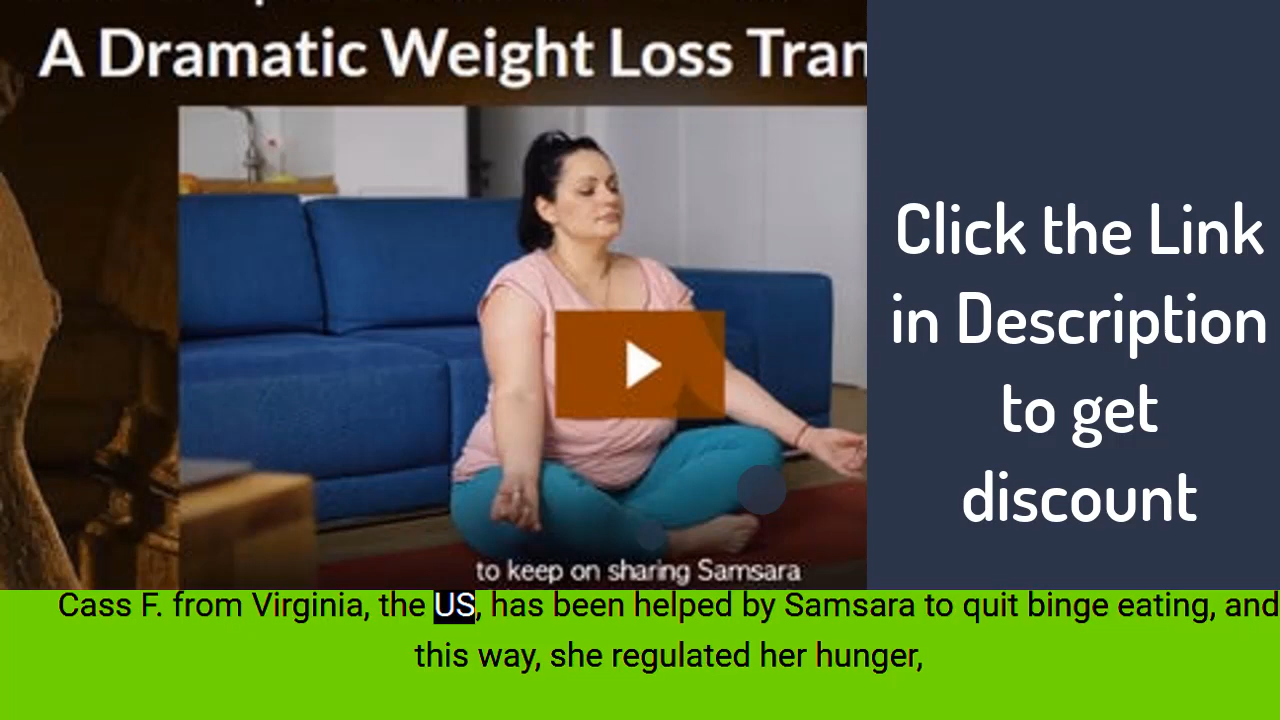 A Dramatic Weight Loss Tran
Click the Link
in Description
to get
discount
to keep on sharing Samsara
Cass F. from Virginia, the US, has been helped by Samsara to quit binge eating, and
this way, she regulated her hunger,